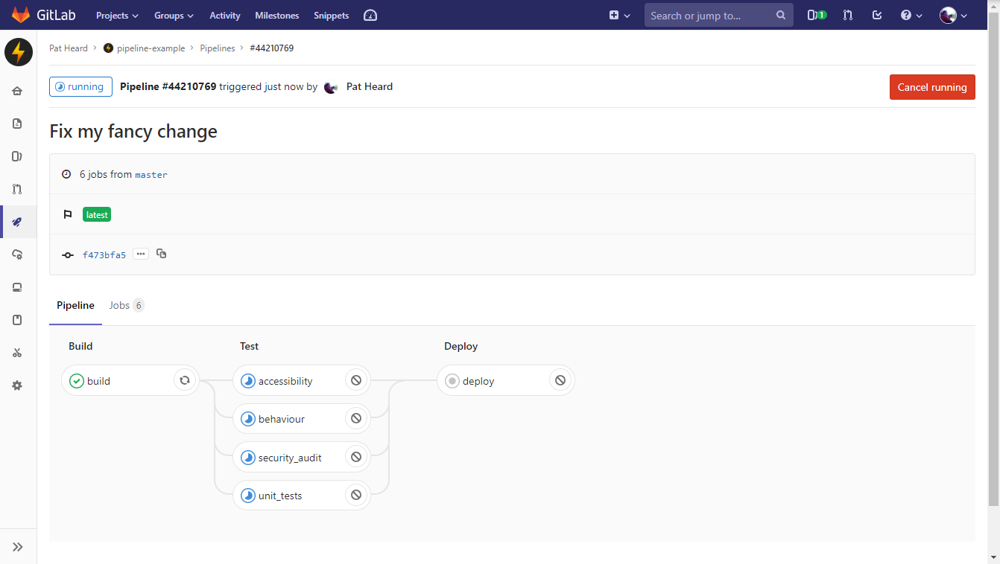 GitLab Projects Groups Activity Milestones Snippets Search or jump to... 1
Pat Heard pipeline-example Pipelines #44210769
running Pipeline #44210769 triggered just now by Pat Heard Cancel running
Fix my fancy change
6 jobs from master
latest
f473bfa5
Pipeline Jobs 6
Build Test Deploy
build accessibility deploy
behaviour
security_audit
unit_tests